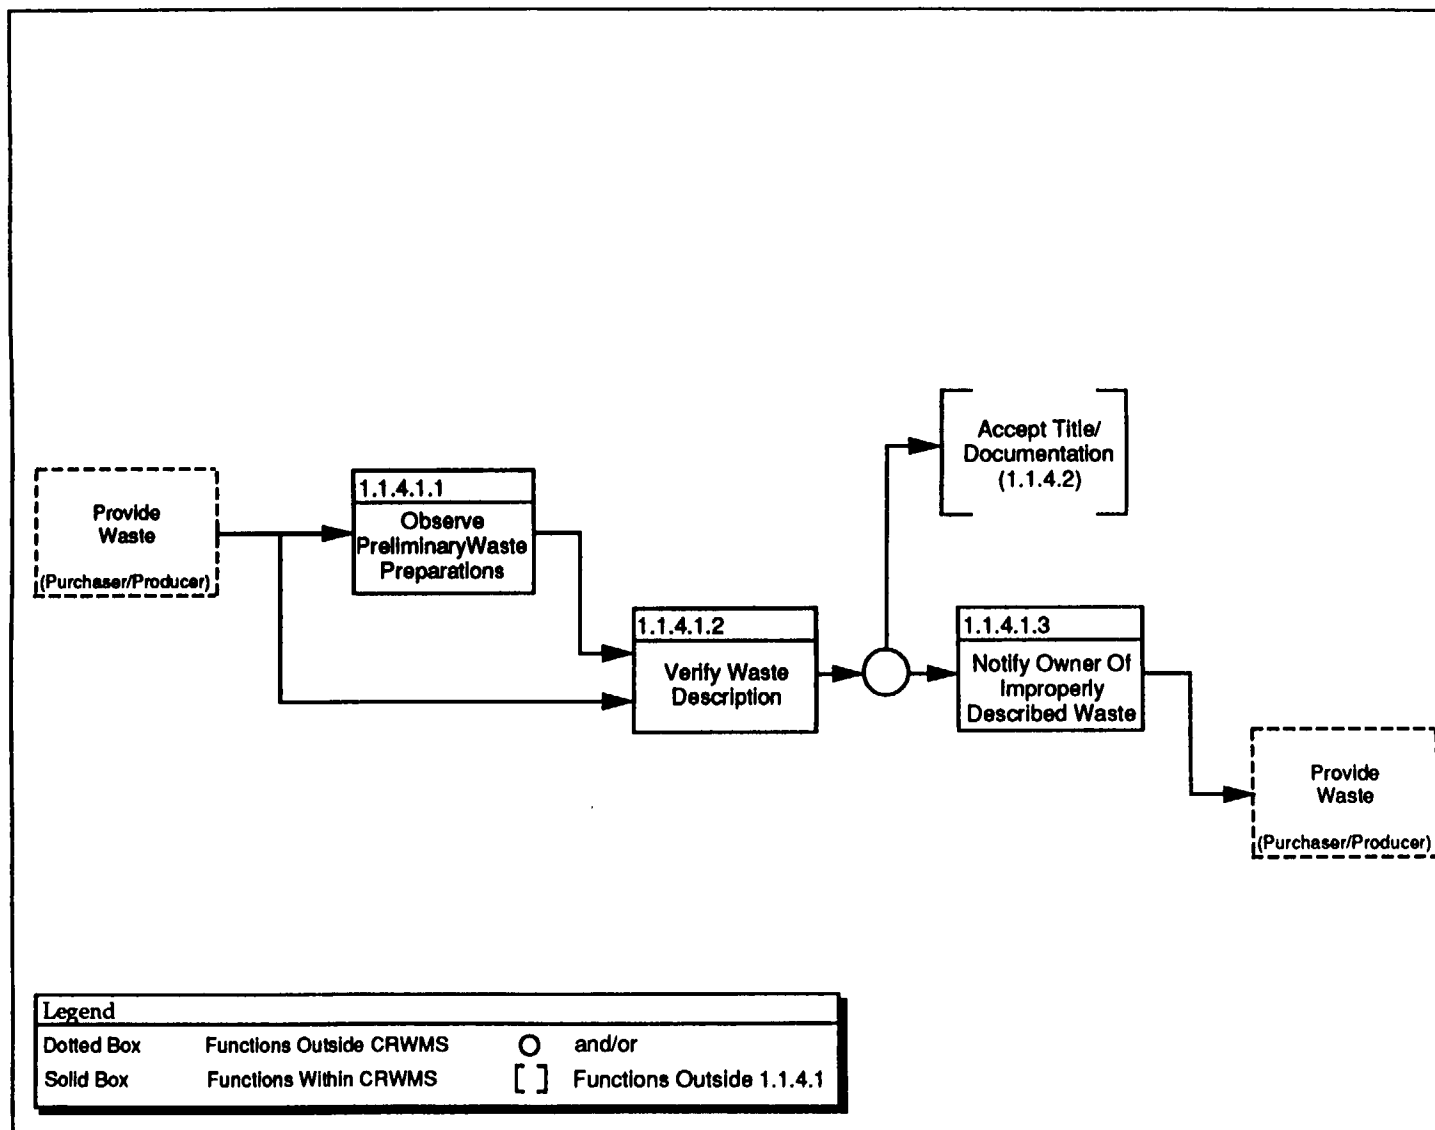 Accept Title/
Documentation
(1.1.4.2)
Provide
Waste
(Purchaser/Producer)
1.1.4.1.1
Observe
PreliminaryWaste
Preparations
1.1.4.1.2
Verify Waste
Description
1.1.4.1.3
Notify Owner Of
Improperly
Described Waste
Provide
Waste
(Purchaser/Producer)
Legend
Dotted Box Functions Outside CRWMS and/or
Solid Box Functions Within CRWMS [ ] Functions Outside 1.1.4.1